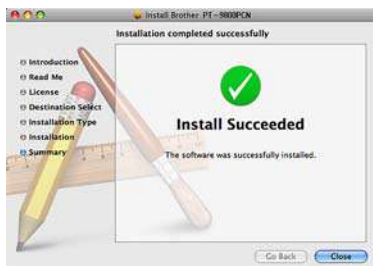 Install Brother PT-9800PCN
Installation completed successfully
Introduction
Read Me
License
Destination Select
Installation Type
Installation
Summary
Install Succeeded
The software was successfully installed.
Go Back
Close